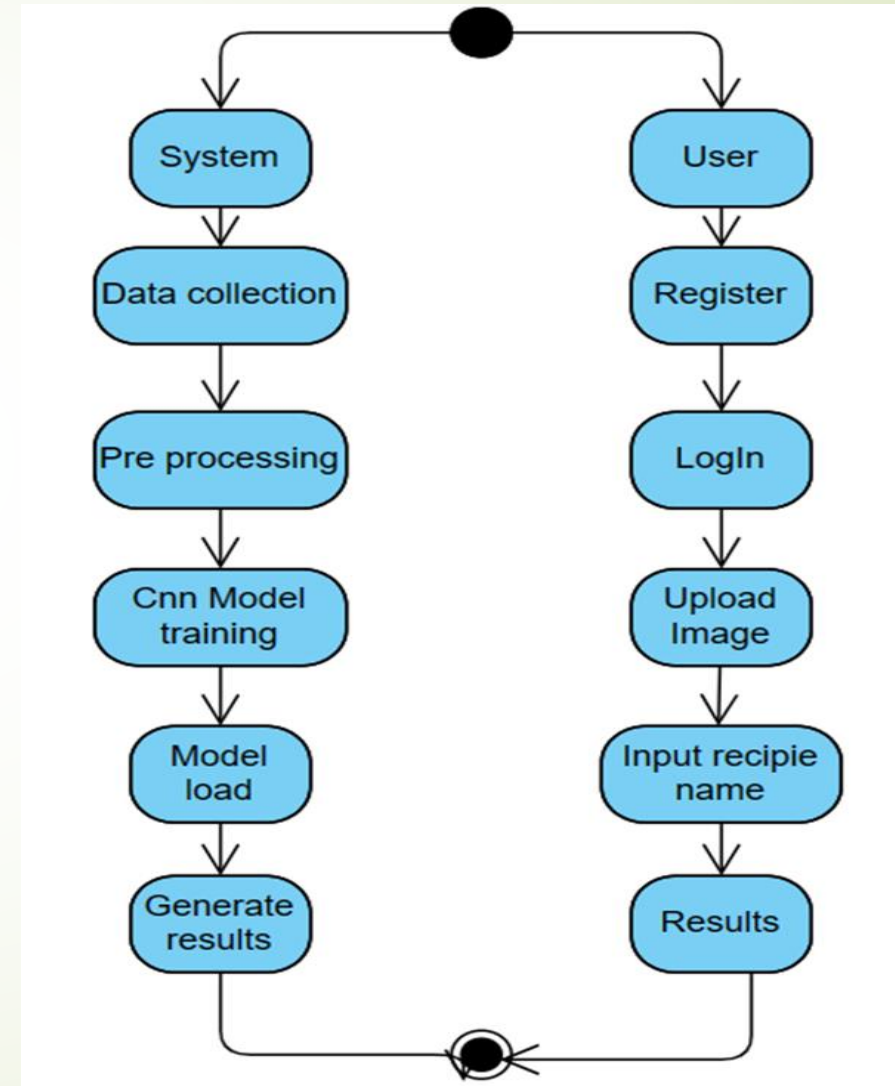 System
Data collection
Pre processing
Cnn Model
training
Model
load
Generate
results
User
Register
LogIn
Upload
Image
Input recipie
name
Results